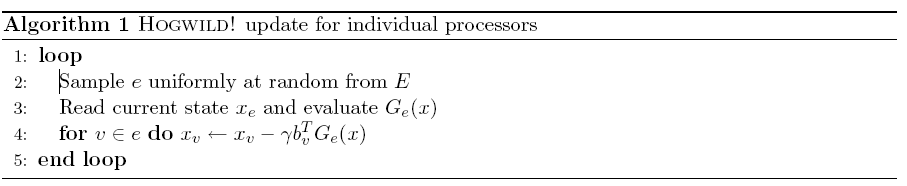 Algorithm 1 HOGWILD! update for individual processors
1: loop
2: Sample e uniformly at random from E
3: Read current state x_e and evaluate G_e(x)
4: for v ∈ e do x_v ← x_v − γb_v^T G_e(x)
5: end loop